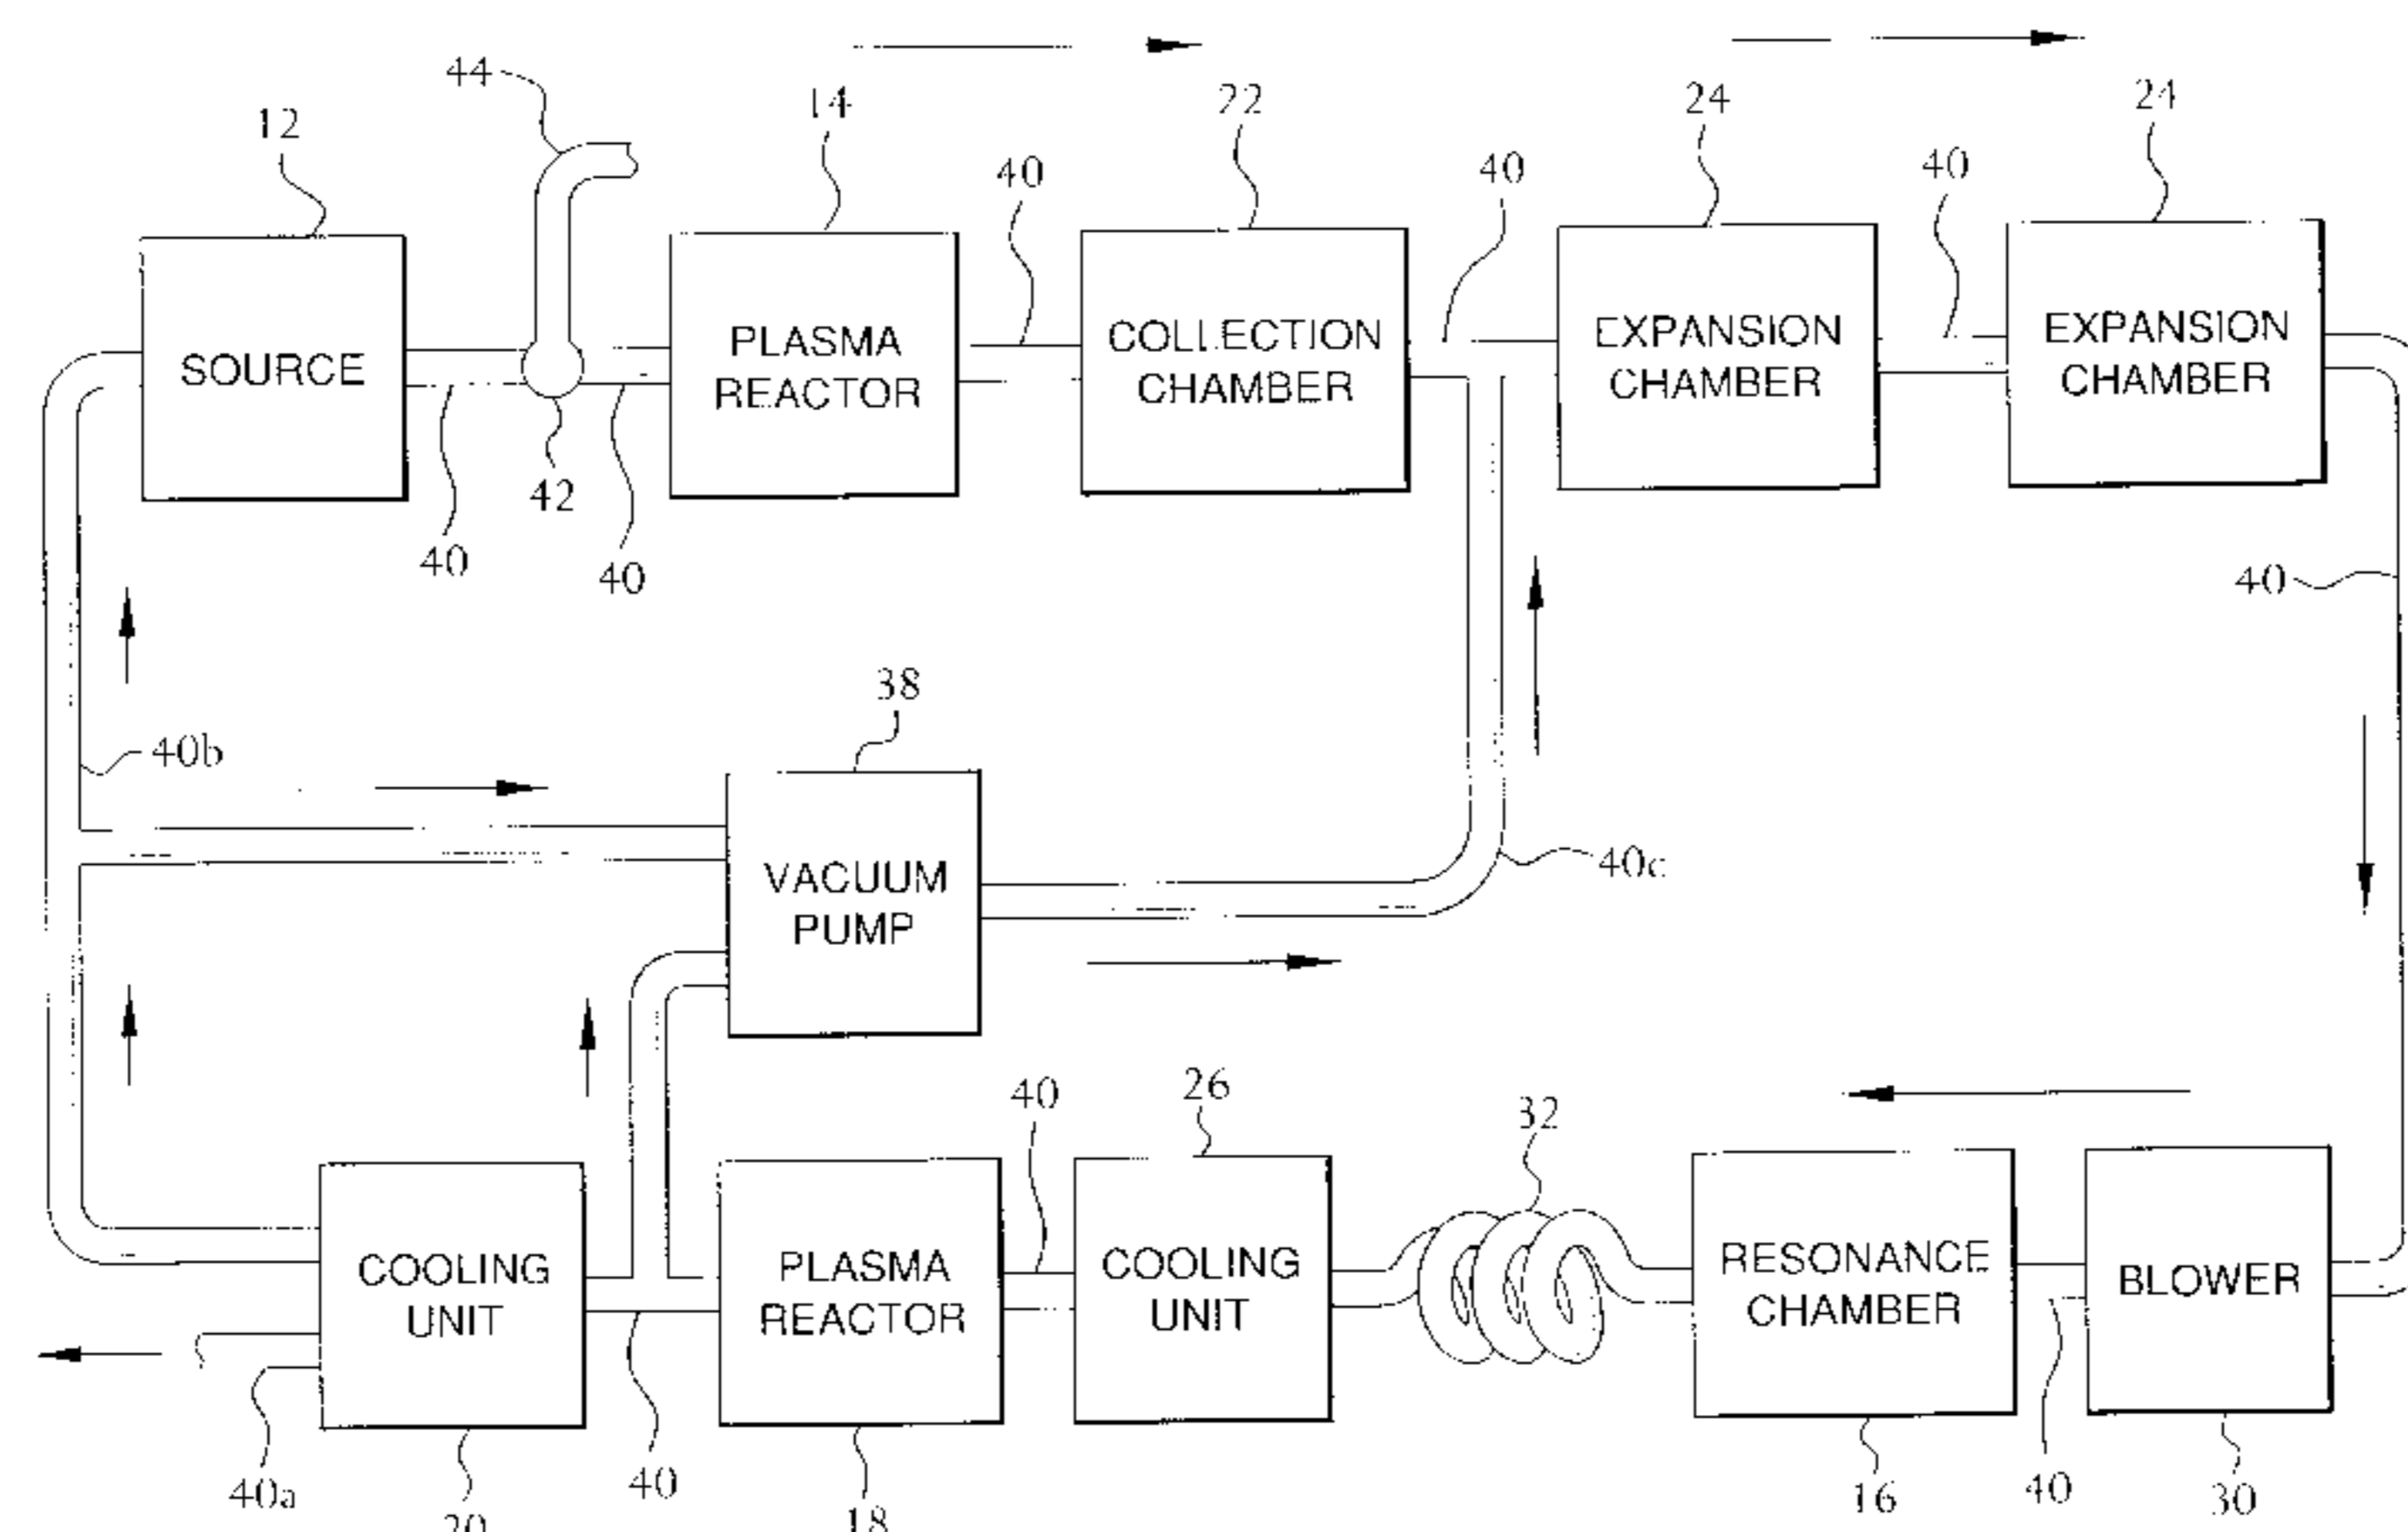 44
12
14
22
24
24
40
40
40
SOURCE
PLASMA
REACTOR
COLLECTION
CHAMBER
EXPANSION
CHAMBER
EXPANSION
CHAMBER
42
40
40
40
38
40b
VACUUM
PUMP
40c
40
26
32
COOLING
UNIT
PLASMA
REACTOR
COOLING
UNIT
RESONANCE
CHAMBER
BLOWER
40a
20
40
18
16
40
30